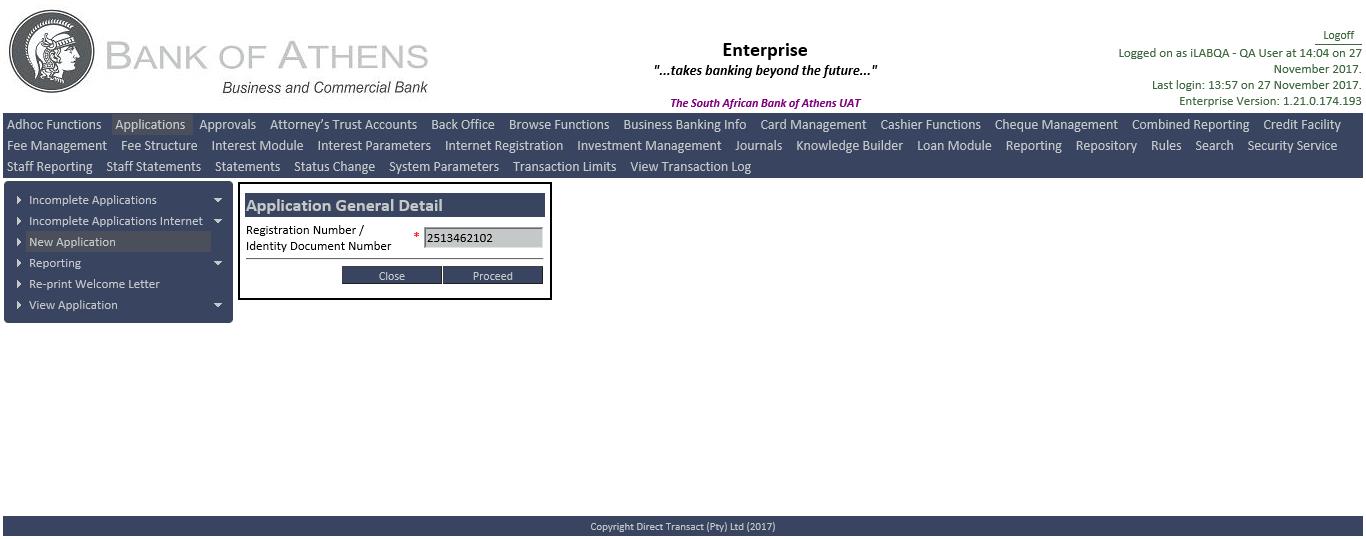 BANK OF ATHENS
Business and Commercial Bank
Enterprise
"...takes banking beyond the future..."
The South African Bank of Athens UAT
Logoff
Logged on as iLABQA - QA User at 14:04 on 27
November 2017.
Last login: 13:57 on 27 November 2017.
Enterprise Version: 1.21.0.174.193
Adhoc Functions Applications Approvals Attorney's Trust Accounts Back Office Browse Functions Business Banking Info Card Management Cashier Functions Cheque Management Combined Reporting Credit Facility
Fee Management Fee Structure Interest Module Interest Parameters Internet Registration Investment Management Journals Knowledge Builder Loan Module Reporting Repository Rules Search Security Service
Staff Reporting Staff Statements Statements Status Change System Parameters Transaction Limits View Transaction Log
Incomplete Applications
Incomplete Applications Internet
New Application
Reporting
Re-print Welcome Letter
View Application
Application General Detail
Registration Number /
Identity Document Number
* 2513462102
Close Proceed
Copyright Direct Transact (Pty) Ltd (2017)